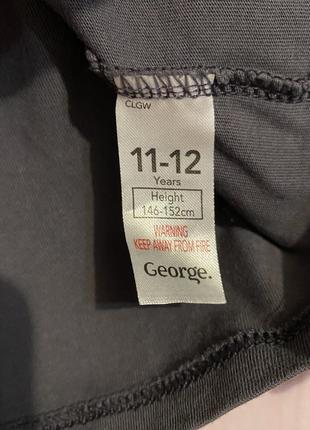 CLGW
11-12
Years
Height
146-152cm
WARNING
KEEP AWAY FROM FIRE
George.